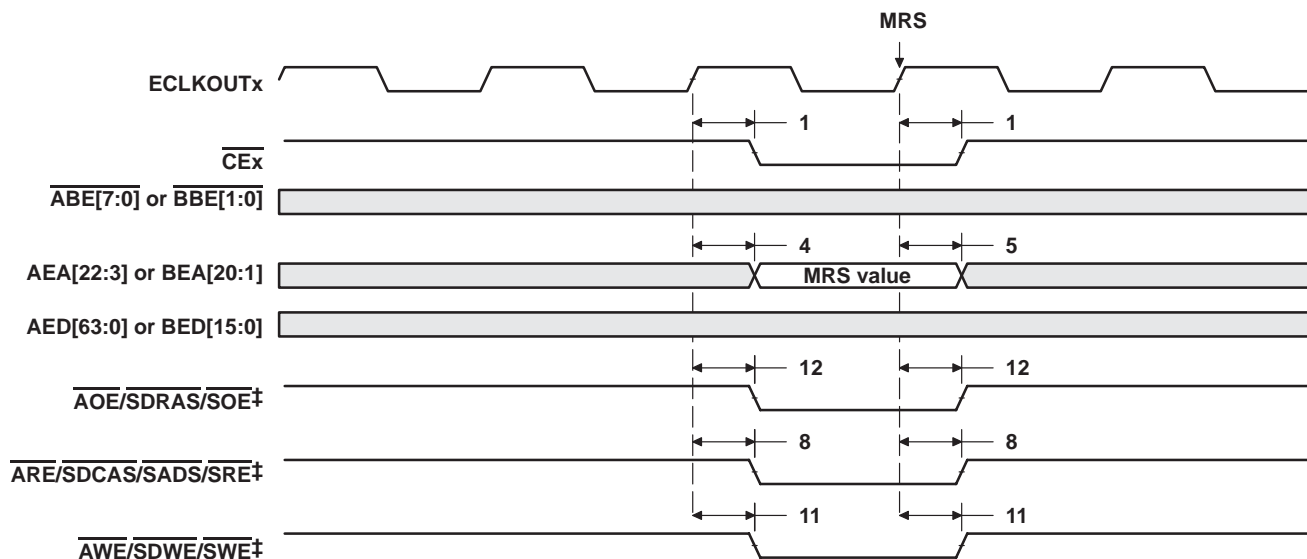 MRS
ECLKOUTx
1 1
CEx
ABE[7:0] or BBE[1:0]
4 5
AEA[22:3] or BEA[20:1] MRS value
AED[63:0] or BED[15:0]
12 12
AOE/SDRAS/SOE‡
8 8
ARE/SDCAS/SADS/SRE‡
11 11
AWE/SDWE/SWE‡